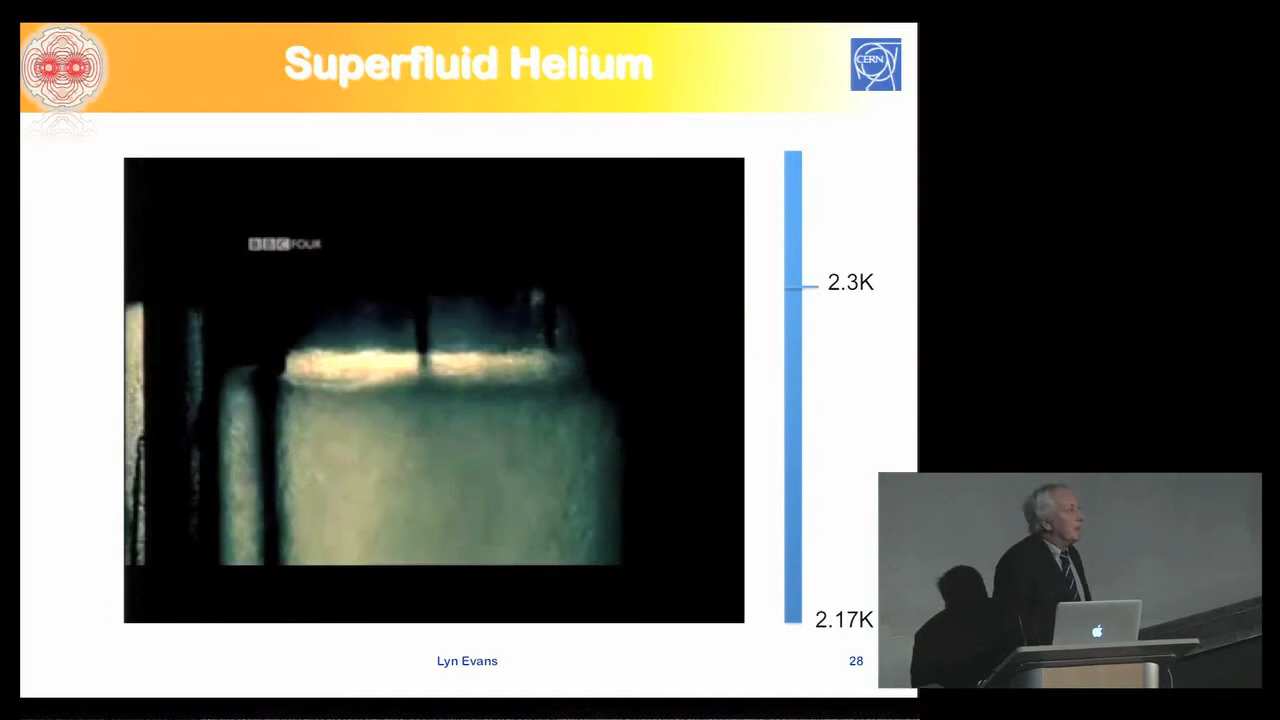 Superfluid Helium
CERN
BBC FOUR
2.3K
2.17K
Lyn Evans
28